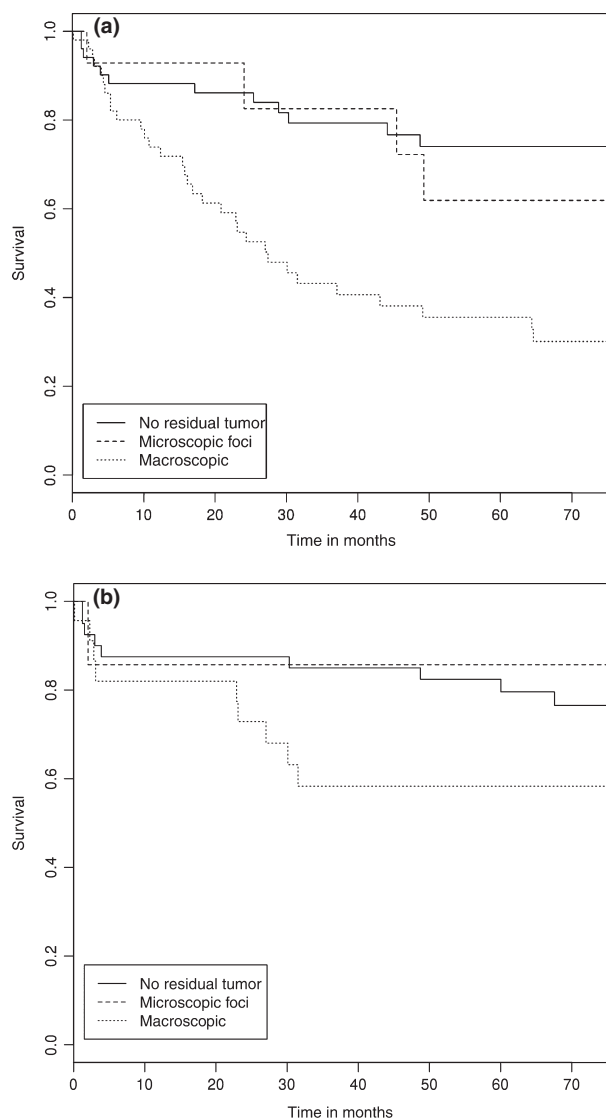 (a)
1.0
0.8
0.6
0.4
0.2
0.0
Survival
No residual tumor
Microscopic foci
Macroscopic
0 10 20 30 40 50 60 70
Time in months
(b)
1.0
0.8
0.6
0.4
0.2
0.0
Survival
No residual tumor
Microscopic foci
Macroscopic
0 10 20 30 40 50 60 70
Time in months